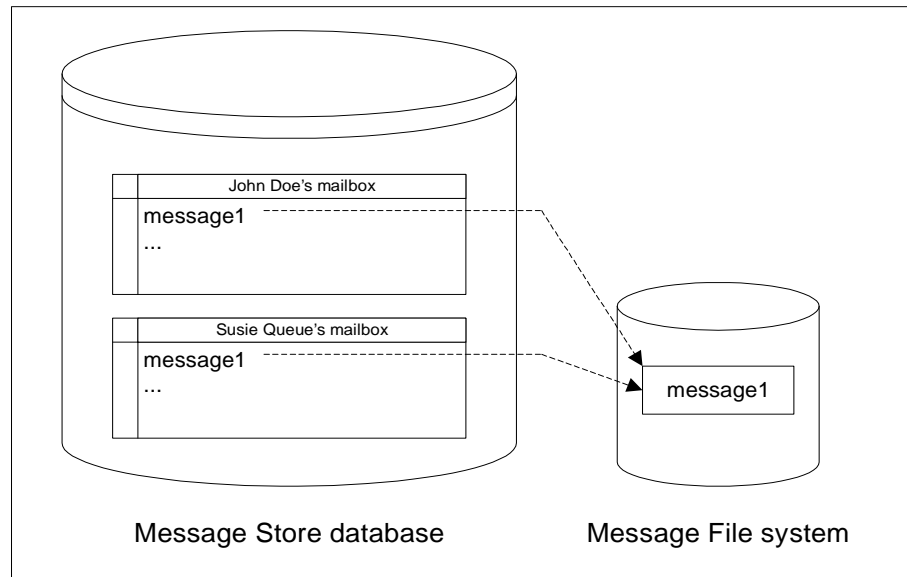 John Doe's mailbox
message1
...
Susie Queue's mailbox
message1
...
message1
Message Store database
Message File system